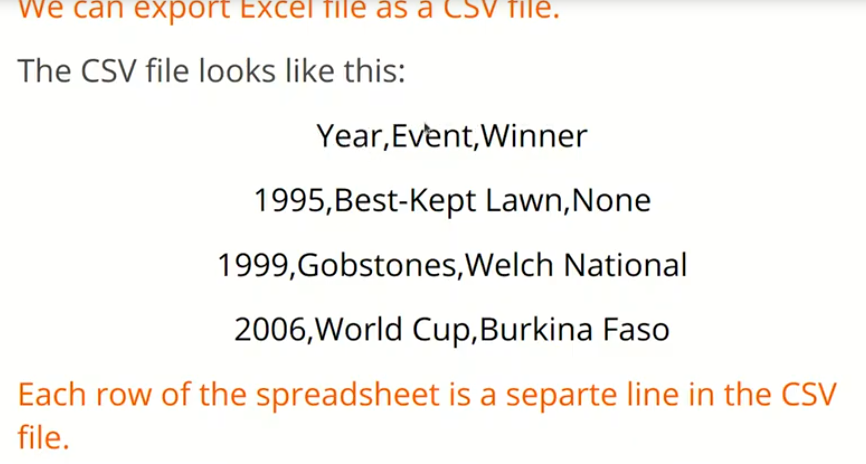 We can export Excel file as a CSV file.
The CSV file looks like this:
Year,Event,Winner
1995,Best-Kept Lawn,None
1999,Gobstones,Welch National
2006,World Cup,Burkina Faso
Each row of the spreadsheet is a separte line in the CSV
file.